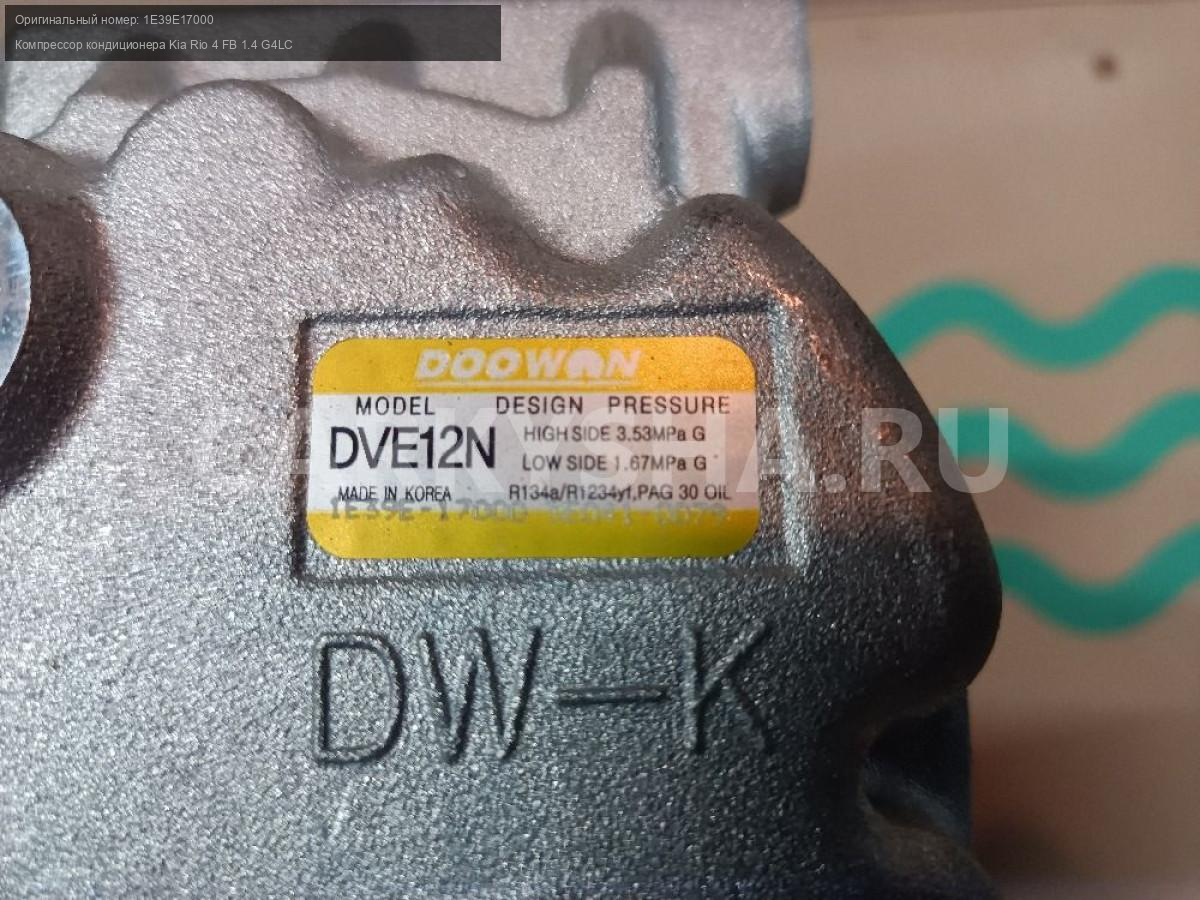 Оригинальный номер: 1E39E17000
Компрессор кондиционера Kia Rio 4 FB 1.4 G4LC
DOOWON
MODEL DESIGN PRESSURE
DVE12N HIGH SIDE 3.53MPa G
LOW SIDE 1.67MPa G
MADE IN KOREA R134a/R1234yf,PAG 30 OIL
1E39E-17000
DW-K